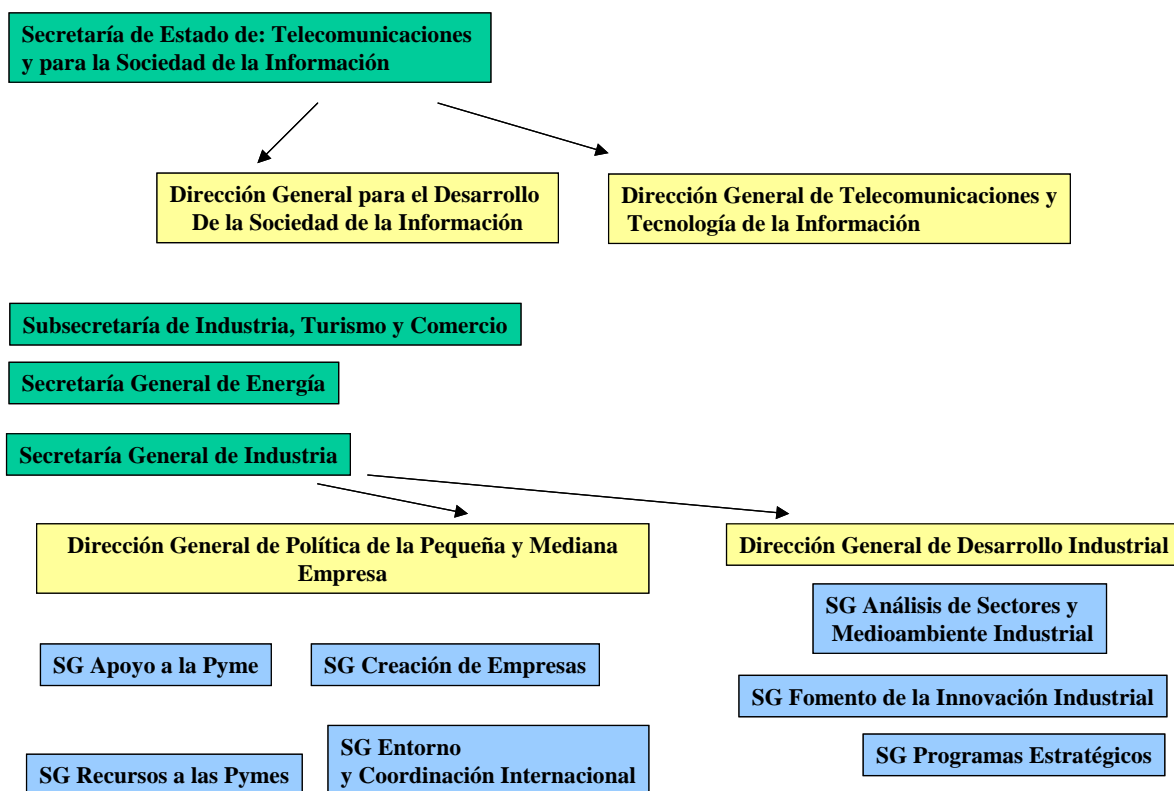 Secretaría de Estado de: Telecomunicaciones
y para la Sociedad de la Información
Dirección General para el Desarrollo
De la Sociedad de la Información
Dirección General de Telecomunicaciones y
Tecnología de la Información
Subsecretaría de Industria, Turismo y Comercio
Secretaría General de Energía
Secretaría General de Industria
Dirección General de Política de la Pequeña y Mediana
Empresa
Dirección General de Desarrollo Industrial
SG Análisis de Sectores y
Medioambiente Industrial
SG Apoyo a la Pyme
SG Creación de Empresas
SG Fomento de la Innovación Industrial
SG Recursos a las Pymes
SG Entorno
y Coordinación Internacional
SG Programas Estratégicos